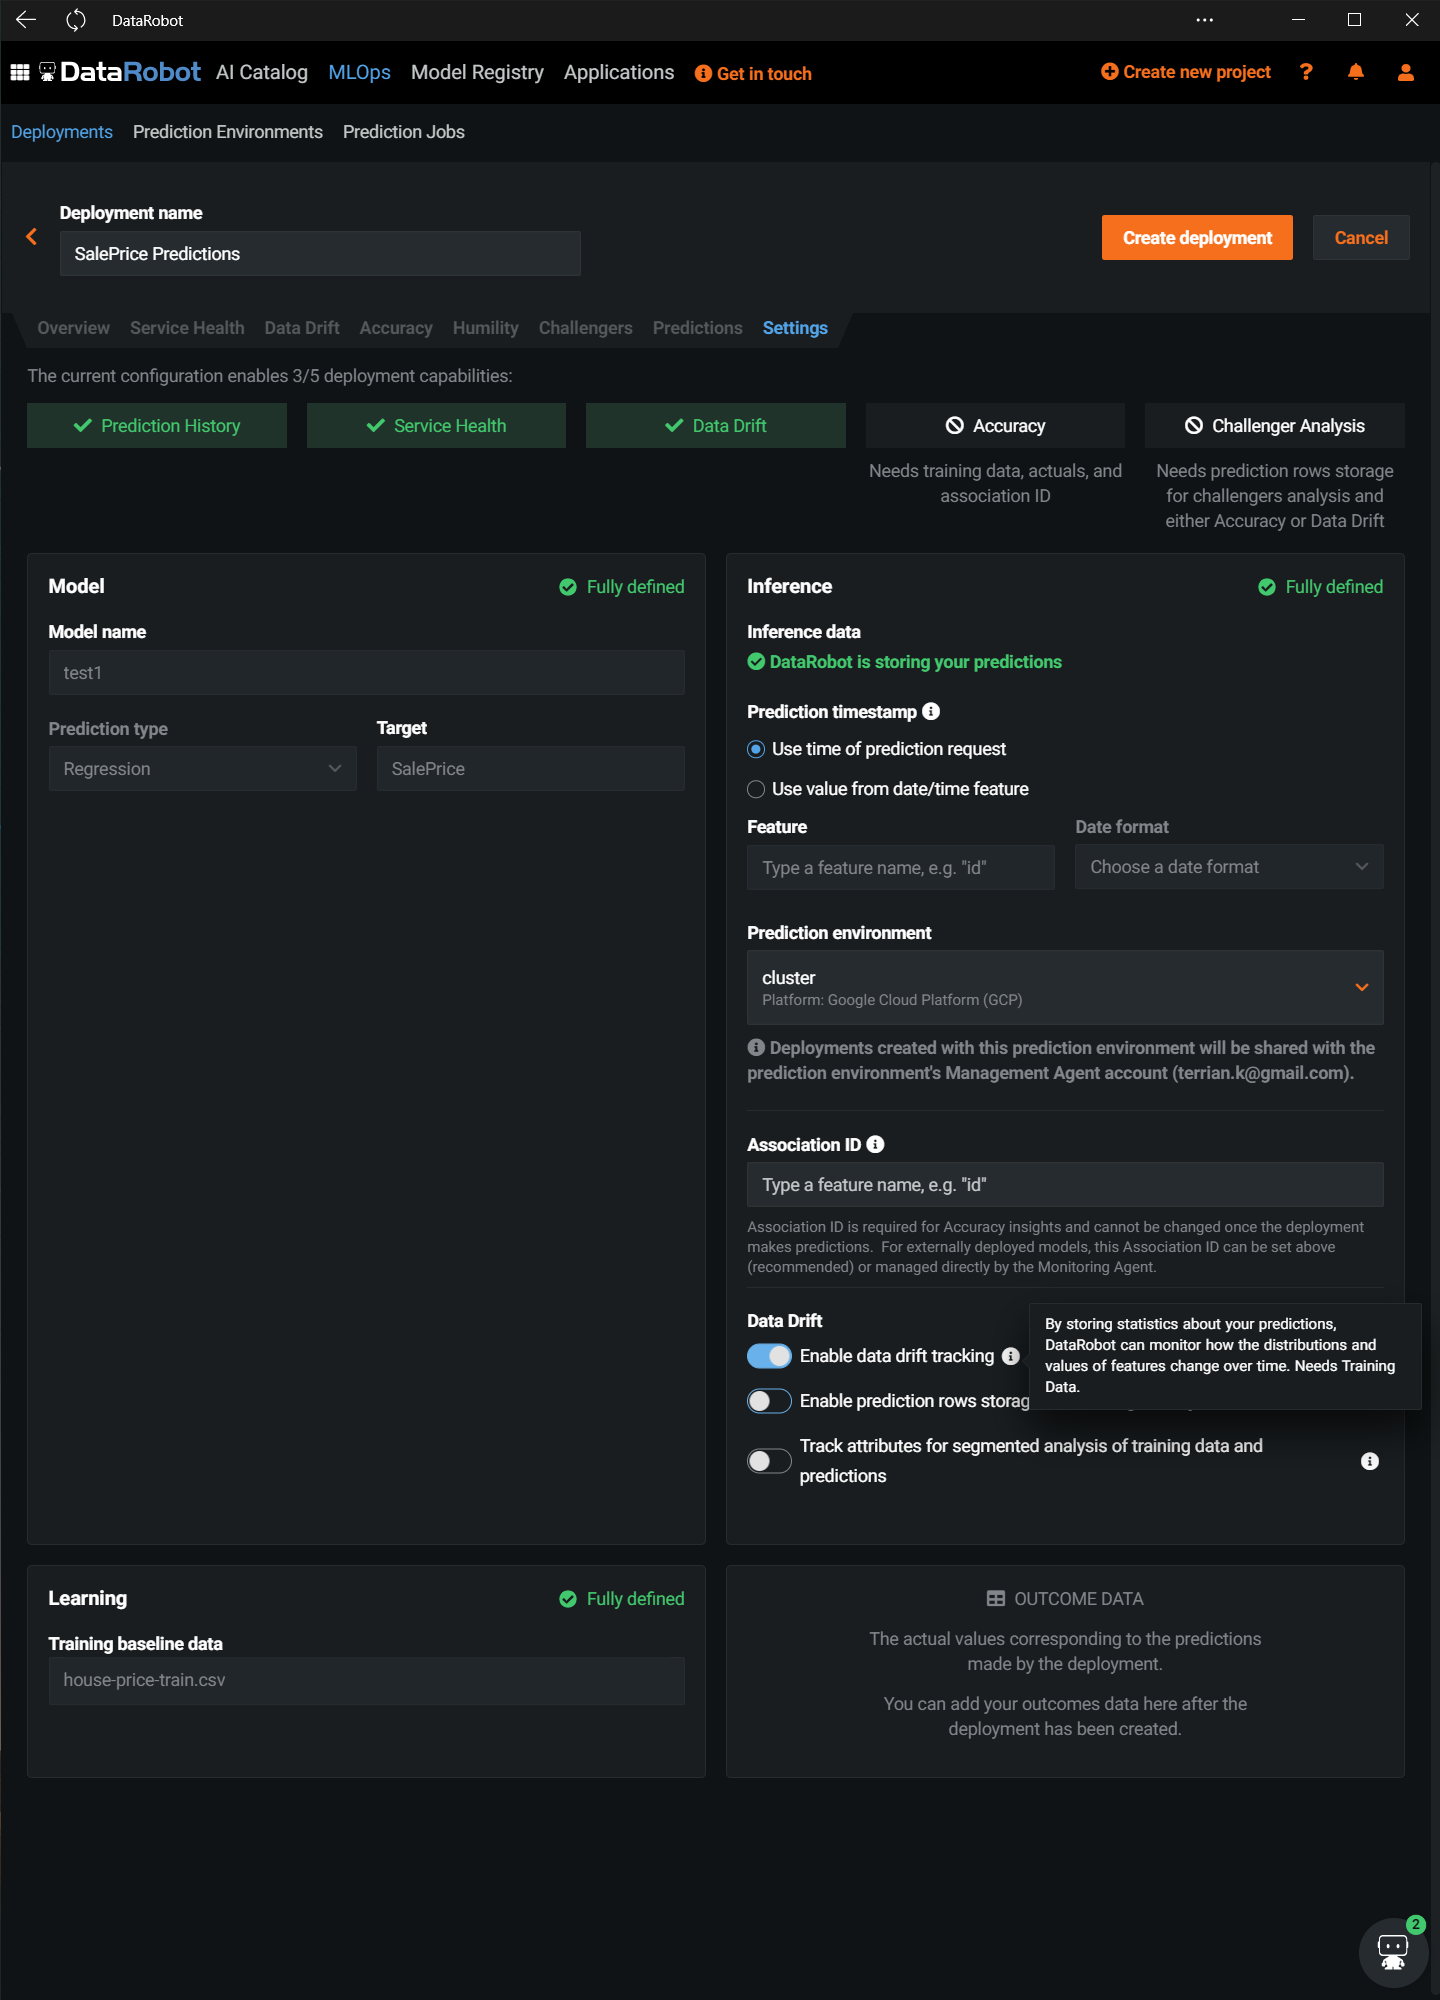 DataRobot
DataRobot AI Catalog MLOps Model Registry Applications Get in touch Create new project
Deployments Prediction Environments Prediction Jobs
Deployment name
SalePrice Predictions
Create deployment Cancel
Overview Service Health Data Drift Accuracy Humility Challengers Predictions Settings
The current configuration enables 3/5 deployment capabilities:
Prediction History Service Health Data Drift Accuracy Challenger Analysis
Needs training data, actuals, and
association ID
Needs prediction rows storage
for challengers analysis and
either Accuracy or Data Drift
Model Fully defined
Model name
test1
Prediction type Target
Regression SalePrice
Inference Fully defined
Inference data
DataRobot is storing your predictions
Prediction timestamp
Use time of prediction request
Use value from date/time feature
Feature Date format
Type a feature name, e.g. "id" Choose a date format
Prediction environment
cluster
Platform: Google Cloud Platform (GCP)
Deployments created with this prediction environment will be shared with the
prediction environment's Management Agent account (terrian.k@gmail.com).
Association ID
Type a feature name, e.g. "id"
Association ID is required for Accuracy insights and cannot be changed once the deployment
makes predictions. For externally deployed models, this Association ID can be set above
(recommended) or managed directly by the Monitoring Agent.
Data Drift
Enable data drift tracking
By storing statistics about your predictions,
DataRobot can monitor how the distributions and
values of features change over time. Needs Training
Data.
Enable prediction rows storag
Track attributes for segmented analysis of training data and
predictions
Learning Fully defined
Training baseline data
house-price-train.csv
OUTCOME DATA
The actual values corresponding to the predictions
made by the deployment.
You can add your outcomes data here after the
deployment has been created.
2